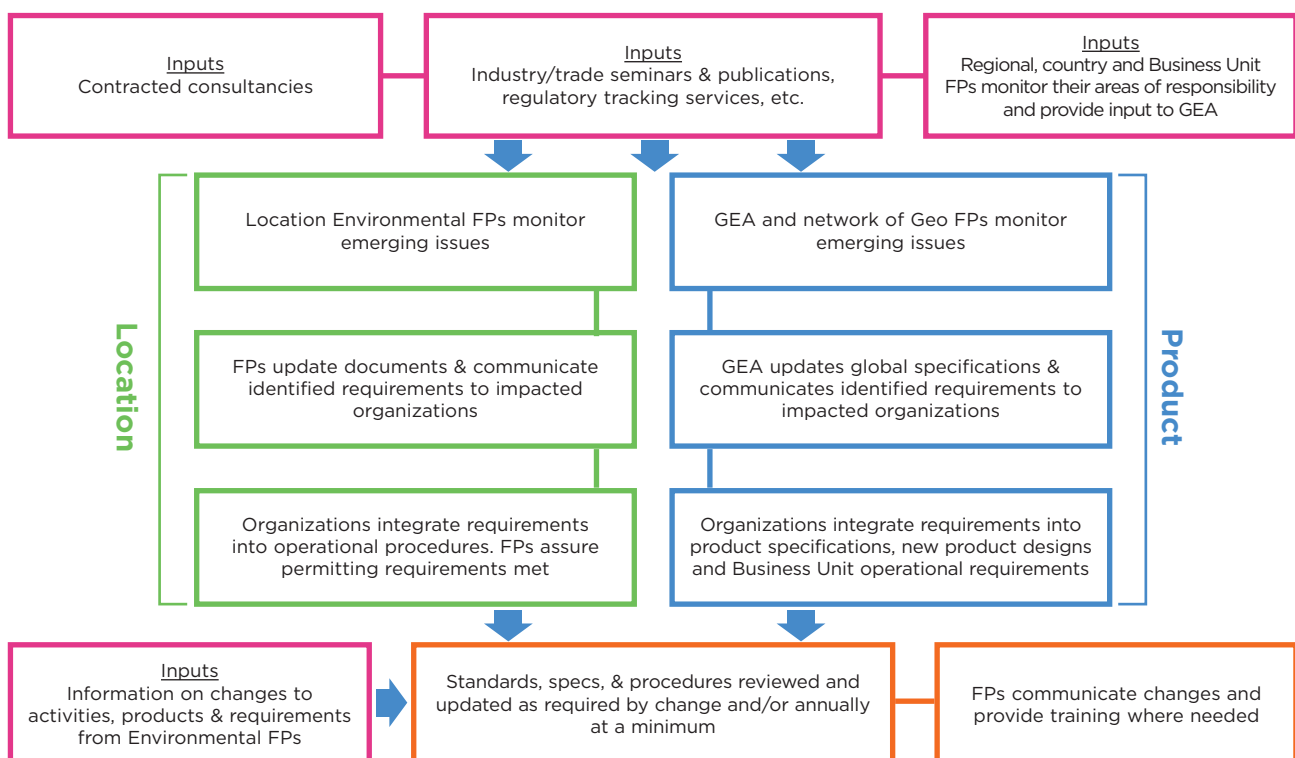 Inputs
Contracted consultancies
Inputs
Industry/trade seminars & publications,
regulatory tracking services, etc.
Inputs
Regional, country and Business Unit
FPs monitor their areas of responsibility
and provide input to GEA
Location
Location Environmental FPs monitor
emerging issues
FPs update documents & communicate
identified requirements to impacted
organizations
Organizations integrate requirements
into operational procedures. FPs assure
permitting requirements met
GEA and network of Geo FPs monitor
emerging issues
GEA updates global specifications &
communicates identified requirements to
impacted organizations
Organizations integrate requirements into
product specifications, new product designs
and Business Unit operational requirements
Product
Inputs
Information on changes to
activities, products & requirements
from Environmental FPs
Standards, specs, & procedures reviewed and
updated as required by change and/or annually
at a minimum
FPs communicate changes and
provide training where needed